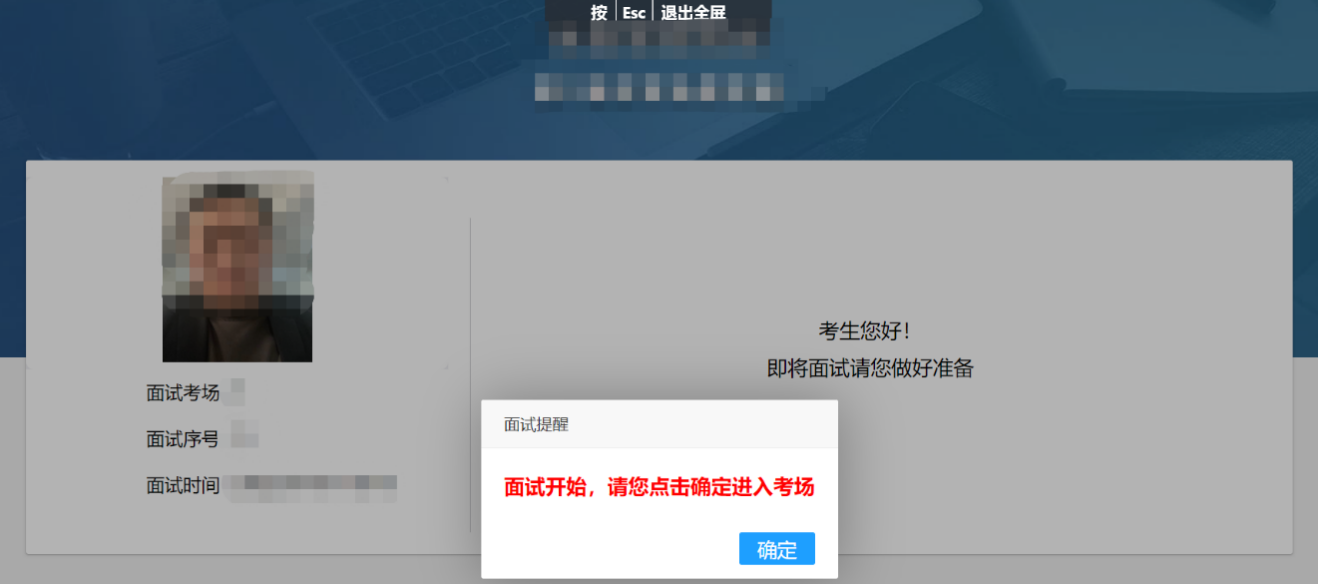 按 Esc 退出全屏
面试考场
面试序号
面试时间
考生您好！
即将面试请您做好准备
面试提醒
面试开始，请您点击确定进入考场
确定